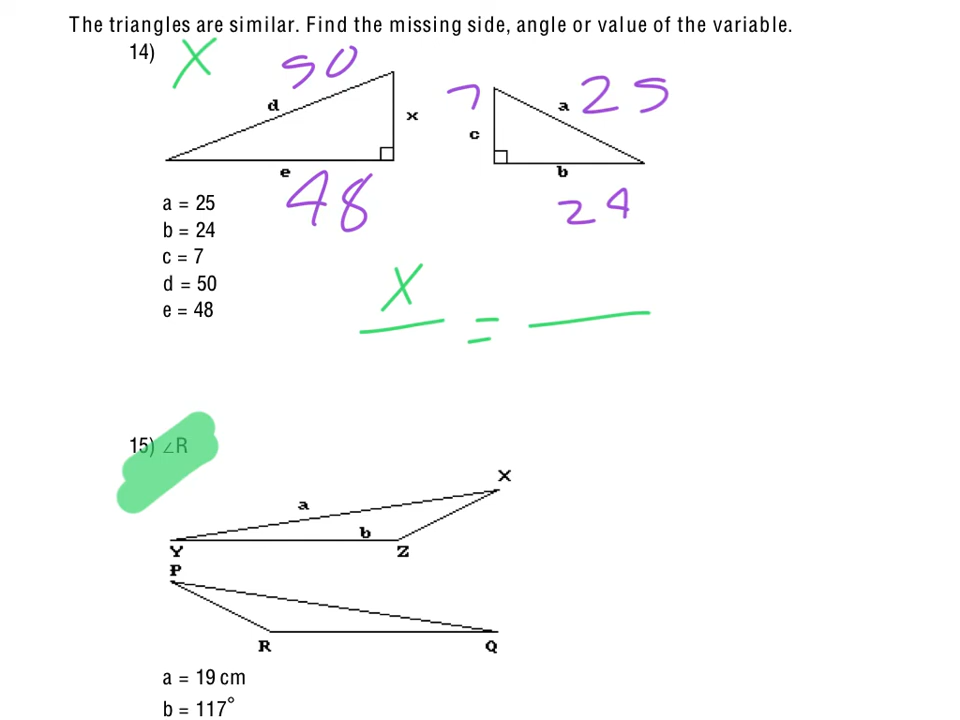 The triangles are similar. Find the missing side, angle or value of the variable.
14) X
50
d
x
e
48
7
c
a 25
b
24
a = 25
b = 24
c = 7
d = 50
e = 48
X
=
15) ∠R
X
a
b
Y
Z
P
R
Q
a = 19 cm
b = 117°